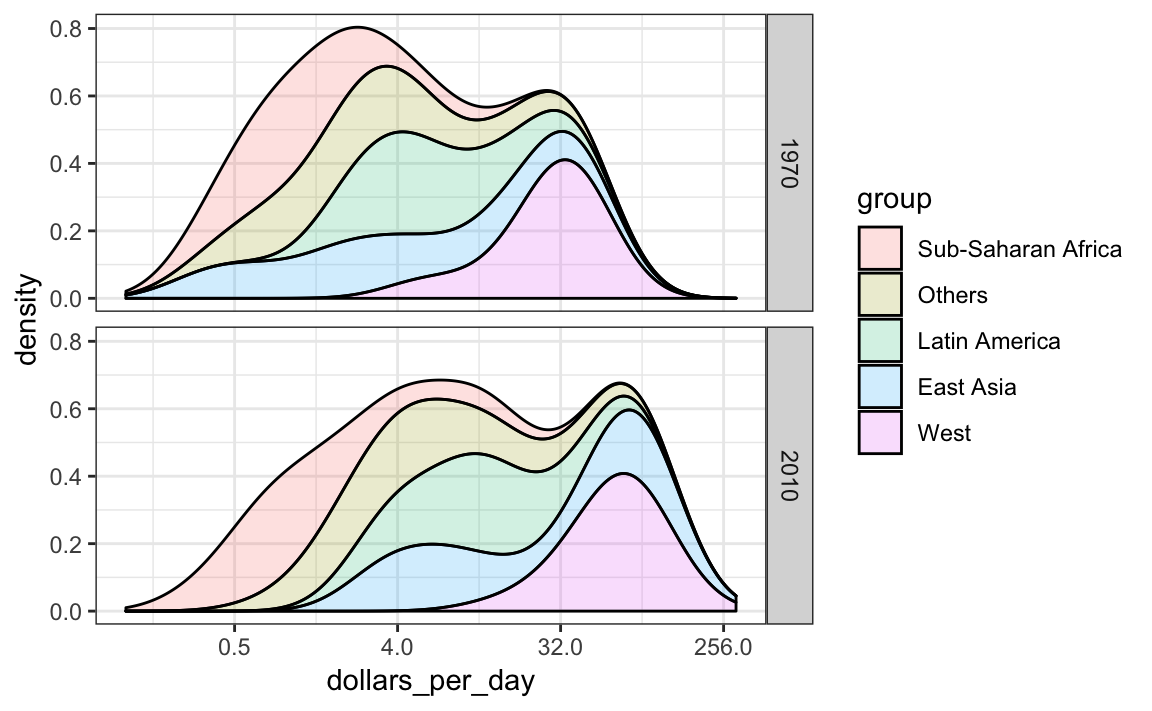 0.8
0.6
0.4
0.2
0.0
1970
0.8
0.6
0.4
0.2
0.0
2010
0.5
4.0
32.0
256.0
dollars_per_day
density
group
Sub-Saharan Africa
Others
Latin America
East Asia
West